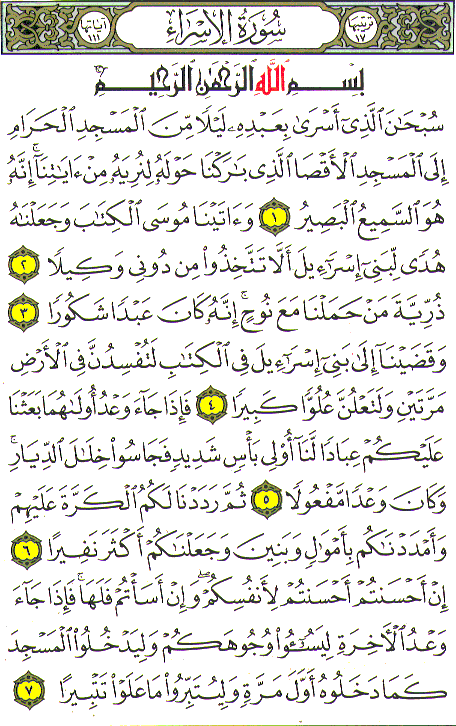 ترتيبها ١٧ سُورَةُ الإِسْرَاءِ آياتها ١١١
بِسْمِ ٱللَّهِ ٱلرَّحْمَٰنِ ٱلرَّحِيمِ
سُبْحَٰنَ ٱلَّذِىٓ أَسْرَىٰ بِعَبْدِهِۦ لَيْلًا مِّنَ ٱلْمَسْجِدِ ٱلْحَرَامِ
إِلَى ٱلْمَسْجِدِ ٱلْأَقْصَا ٱلَّذِى بَٰرَكْنَا حَوْلَهُۥ لِنُرِيَهُۥ مِنْ ءَايَٰتِنَآ ۚ إِنَّهُۥ
هُوَ ٱلسَّمِيعُ ٱلْبَصِيرُ ١ وَءَاتَيْنَا مُوسَى ٱلْكِتَٰبَ وَجَعَلْنَٰهُ
هُدًى لِّبَنِىٓ إِسْرَٰٓءِيلَ أَلَّا تَتَّخِذُوا۟ مِن دُونِى وَكِيلًا ٢
ذُرِّيَّةَ مَنْ حَمَلْنَا مَعَ نُوحٍ ۚ إِنَّهُۥ كَانَ عَبْدًا شَكُورًا ٣
وَقَضَيْنَآ إِلَىٰ بَنِىٓ إِسْرَٰٓءِيلَ فِى ٱلْكِتَٰبِ لَتُفْسِدُنَّ فِى ٱلْأَرْضِ
مَرَّتَيْنِ وَلَتَعْلُنَّ عُلُوًّا كَبِيرًا ٤ فَإِذَا جَآءَ وَعْدُ أُولَىٰهُمَا بَعَثْنَا
عَلَيْكُمْ عِبَادًا لَّنَآ أُو۟لِى بَأْسٍ شَدِيدٍ فَجَاسُوا۟ خِلَٰلَ ٱلدِّيَارِ ۚ
وَكَانَ وَعْدًا مَّفْعُولًا ٥ ثُمَّ رَدَدْنَا لَكُمُ ٱلْكَرَّةَ عَلَيْهِمْ
وَأَمْدَدْنَٰكُم بِأَمْوَٰلٍ وَبَنِينَ وَجَعَلْنَٰكُمْ أَكْثَرَ نَفِيرًا ٦
إِنْ أَحْسَنتُمْ أَحْسَنتُمْ لِأَنفُسِكُمْ ۖ وَإِنْ أَسَأْتُمْ فَلَهَا ۚ فَإِذَا جَآءَ
وَعْدُ ٱلْءَاخِرَةِ لِيَسُۥٓـُٔوا۟ وُجُوهَكُمْ وَلِيَدْخُلُوا۟ ٱلْمَسْجِدَ
كَمَا دَخَلُوهُ أَوَّلَ مَرَّةٍ وَلِيُتَبِّرُوا۟ مَا عَلَوْا۟ تَتْبِيرًا ٧